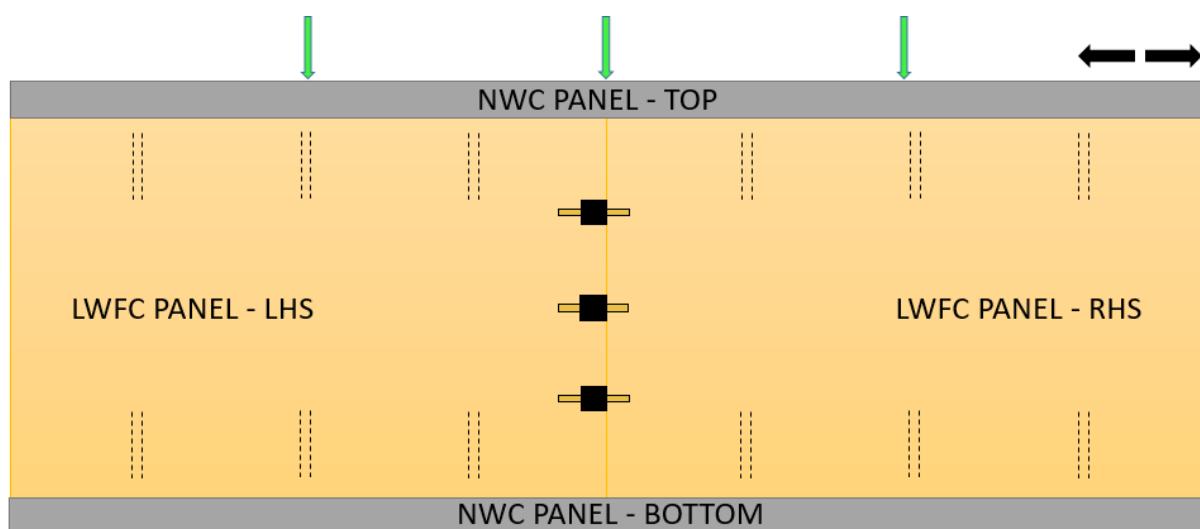 NWC PANEL - TOP
LWFC PANEL - LHS
LWFC PANEL - RHS
NWC PANEL - BOTTOM